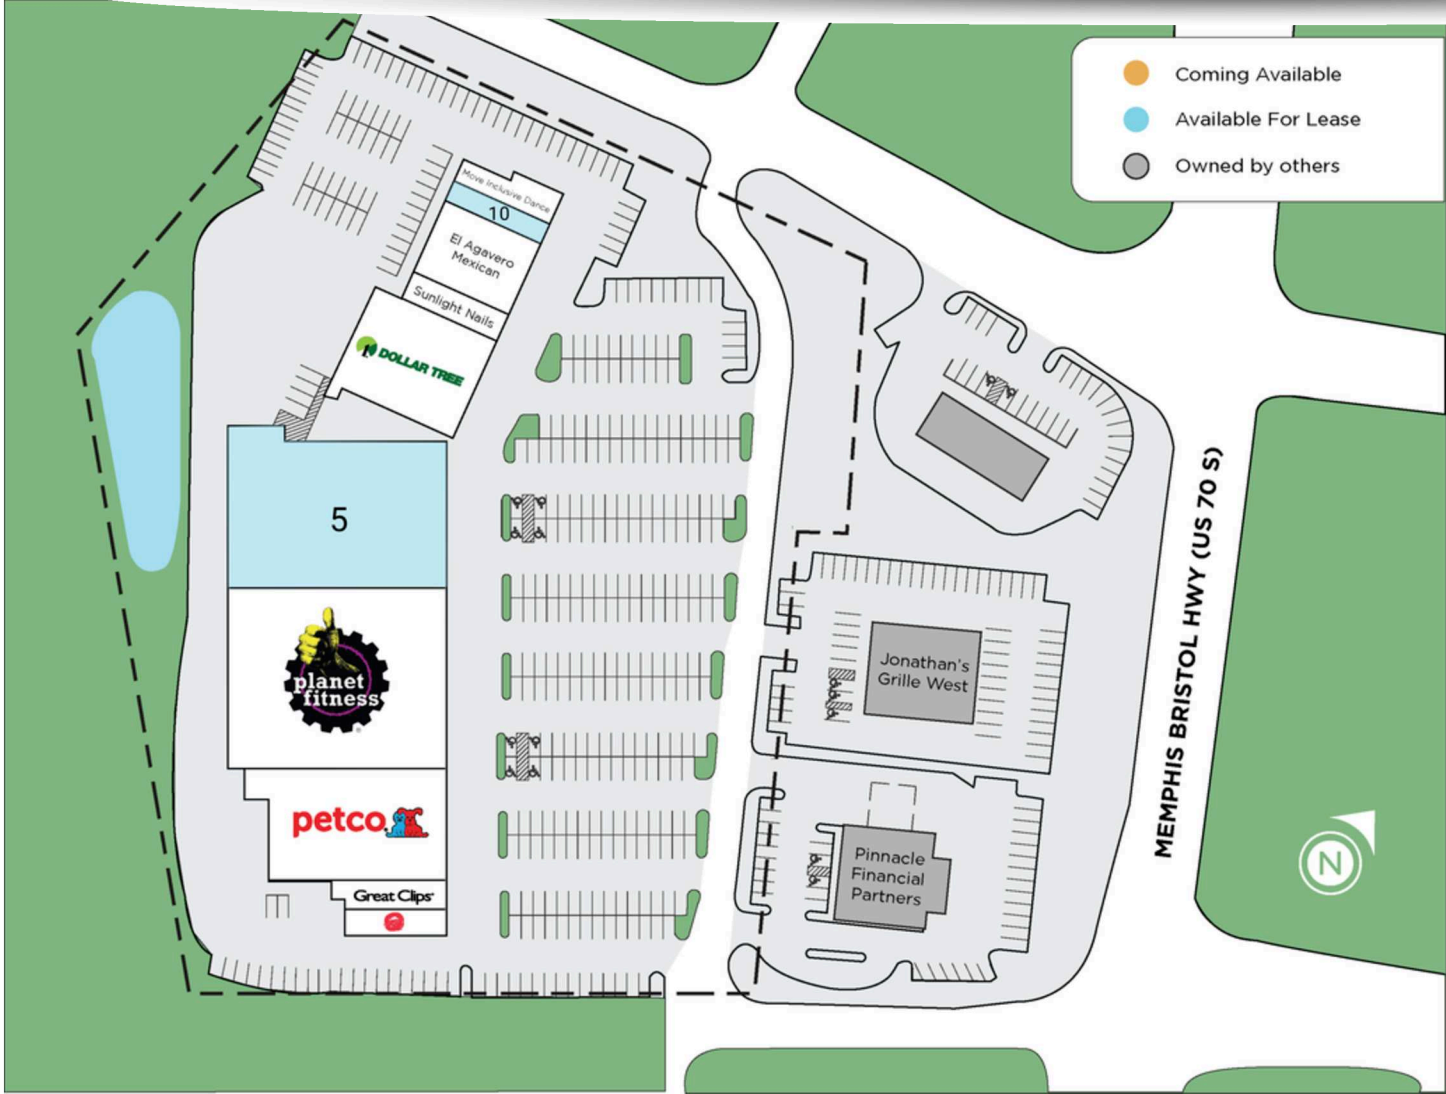 Coming Available
Available For Lease
Owned by others
Move Inclusive Dance
10
El Agavero
Mexican
Sunlight Nails
DOLLAR TREE
5
planet
fitness
petco
Great Clips
Jonathan's
Grille West
Pinnacle
Financial
Partners
MEMPHIS BRISTOL HWY (US 70 S)
N